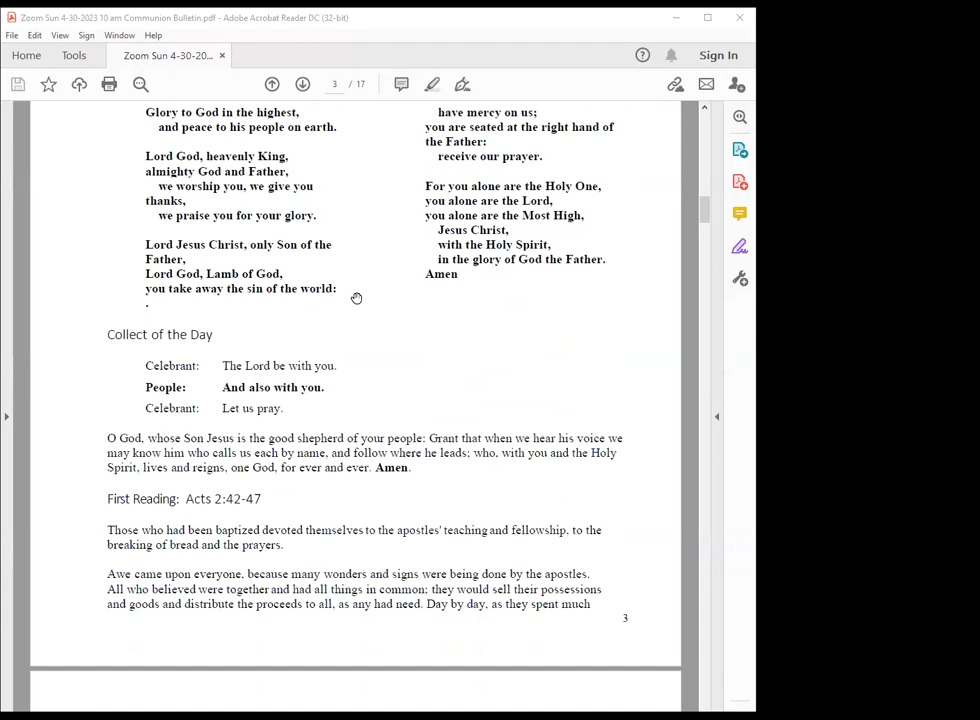 Zoom Sun 4-30-2023 10 am Communion Bulletin.pdf - Adobe Acrobat Reader DC (32-bit)
File Edit View Sign Window Help
Home Tools Zoom Sun 4-30-20... × Sign In
3 / 17
Glory to God in the highest,
and peace to his people on earth.
Lord God, heavenly King,
almighty God and Father,
we worship you, we give you
thanks,
we praise you for your glory.
Lord Jesus Christ, only Son of the
Father,
Lord God, Lamb of God,
you take away the sin of the world:
.
have mercy on us;
you are seated at the right hand of
the Father:
receive our prayer.
For you alone are the Holy One,
you alone are the Lord,
you alone are the Most High,
Jesus Christ,
with the Holy Spirit,
in the glory of God the Father.
Amen
Collect of the Day
Celebrant: The Lord be with you.
People: And also with you.
Celebrant: Let us pray.
O God, whose Son Jesus is the good shepherd of your people: Grant that when we hear his voice we
may know him who calls us each by name, and follow where he leads; who, with you and the Holy
Spirit, lives and reigns, one God, for ever and ever. Amen.
First Reading: Acts 2:42-47
Those who had been baptized devoted themselves to the apostles' teaching and fellowship, to the
breaking of bread and the prayers.
Awe came upon everyone, because many wonders and signs were being done by the apostles.
All who believed were together and had all things in common; they would sell their possessions
and goods and distribute the proceeds to all, as any had need. Day by day, as they spent much
3